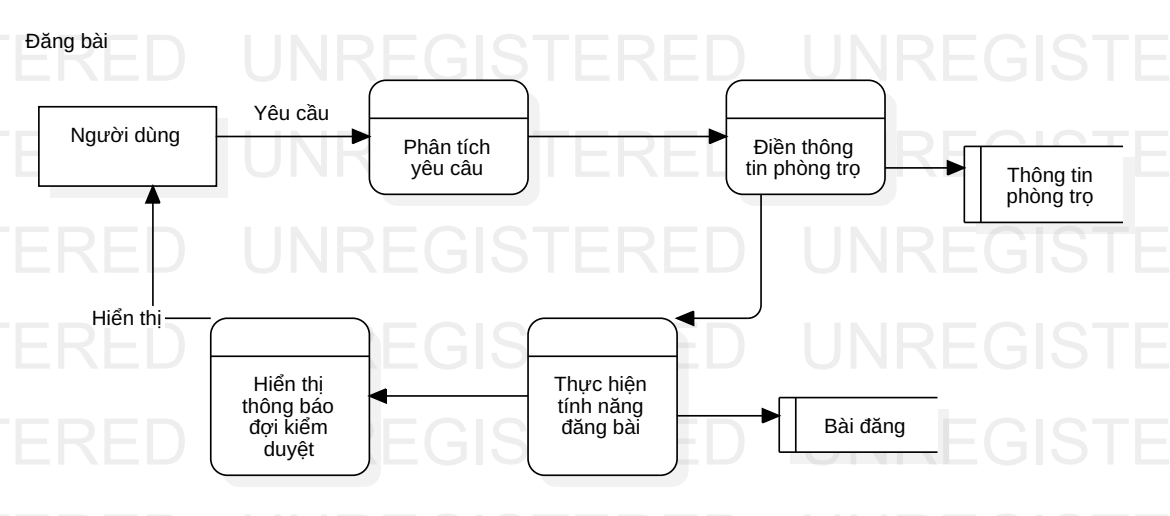 Đăng bài
Yêu cầu
Người dùng
Phân tích
yêu câu
Điền thông
tin phòng trọ
Thông tin
phòng trọ
Hiển thị
Hiển thị
thông báo
đợi kiểm
duyệt
Thực hiện
tính năng
đăng bài
Bài đăng
UNREGISTERED